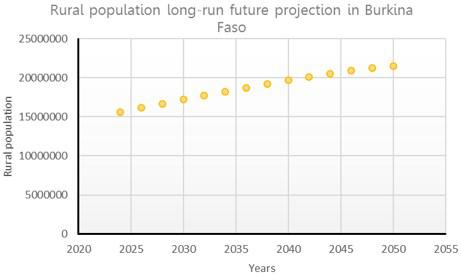 Rural population long-run future projection in Burkina
Faso
25000000
20000000
15000000
10000000
5000000
0
Rural population
2020 2025 2030 2035 2040 2045 2050 2055
Years